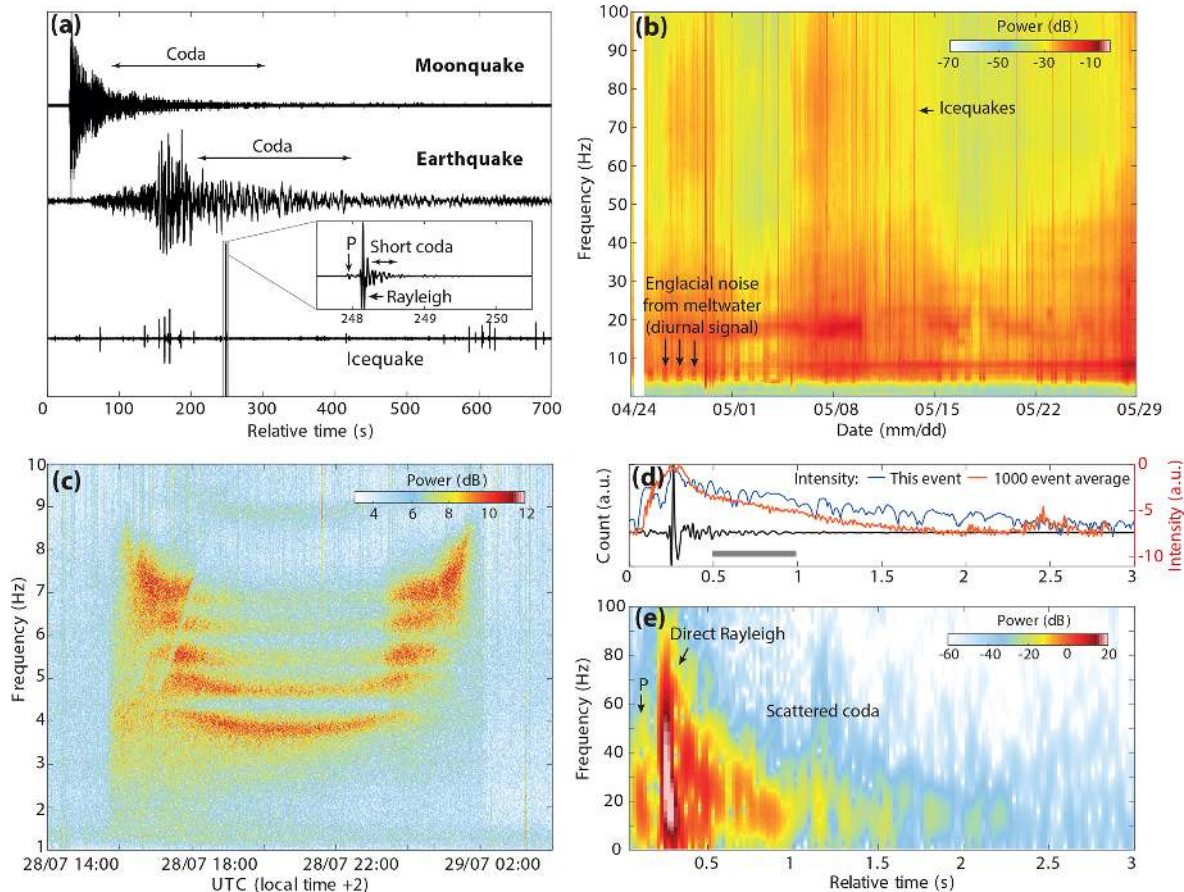 (a)
Coda
Moonquake
Coda
Earthquake
P
Short coda
Rayleigh
248 249 250
Icequake
0 100 200 300 400 500 600 700
Relative time (s)
(b)
Power (dB)
-70 -50 -30 -10
Icequakes
Englacial noise
from meltwater
(diurnal signal)
Frequency (Hz)
100
90
80
70
60
50
40
30
20
10
04/24 05/01 05/08 05/15 05/22 05/29
Date (mm/dd)
(c)
Power (dB)
4 6 8 10 12
Frequency (Hz)
10
9
8
7
6
5
4
3
2
1
28/07 14:00 28/07 18:00 28/07 22:00 29/07 02:00
UTC (local time +2)
(d)
Intensity: This event 1000 event average
Count (a.u.)
0
-5
-10
Intensity (a.u.)
0 0.5 1 1.5 2 2.5 3
(e)
Power (dB)
-60 -40 -20 0 20
Direct Rayleigh
P
Scattered coda
Frequency (Hz)
100
80
60
40
20
0
0.5 1 1.5 2 2.5 3
Relative time (s)